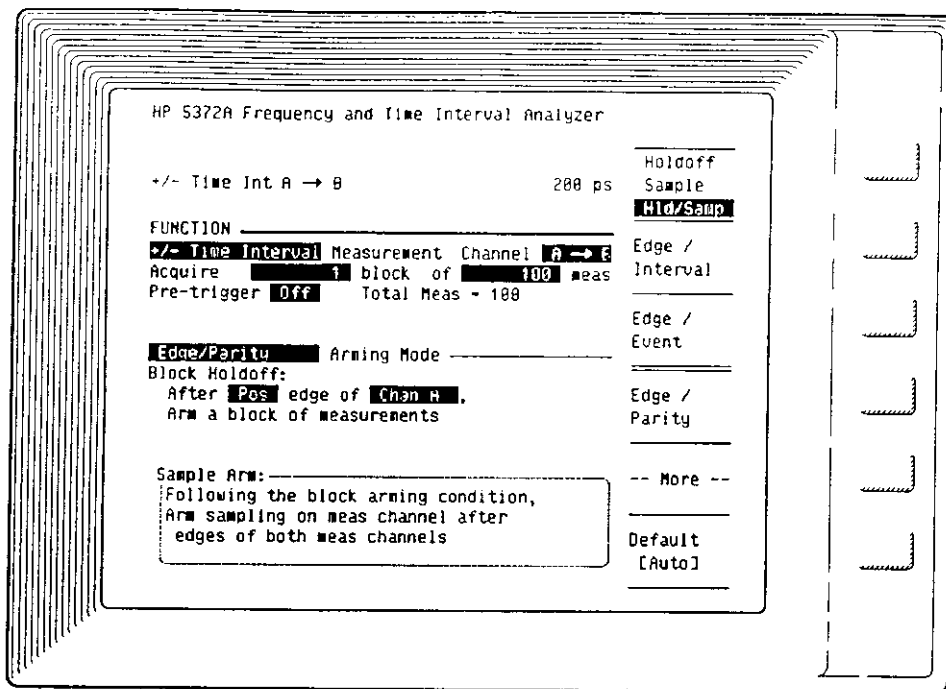 HP 5372A Frequency and Time Interval Analyzer
+/- Time Int A → B 200 ps
FUNCTION
+/- Time Interval Measurement Channel A → B
Acquire 1 block of 100 meas
Pre-trigger Off Total Meas = 100
Edge/Parity Arming Mode
Block Holdoff:
After Pos edge of Chan A ,
Arm a block of measurements
Sample Arm:
Following the block arming condition,
Arm sampling on meas channel after
edges of both meas channels
Holdoff
Sample
Hld/Samp
Edge /
Interval
Edge /
Event
Edge /
Parity
-- More --
Default
[Auto]